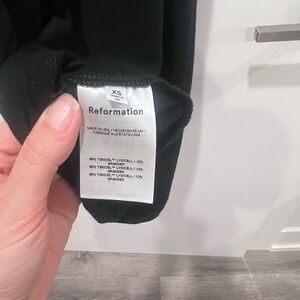 XS
Reformation
MADE IN USA / HECHO EN EE.UU /
FABRIQUÉ AUX ÉTATS-UNIS
88% TENCEL™ LYOCELL / 12%
SPANDEX
88% TENCEL™ LYOCELL / 12%
SPANDEX
88% TENCEL™ LYOCELL / 12%
SPANDEX